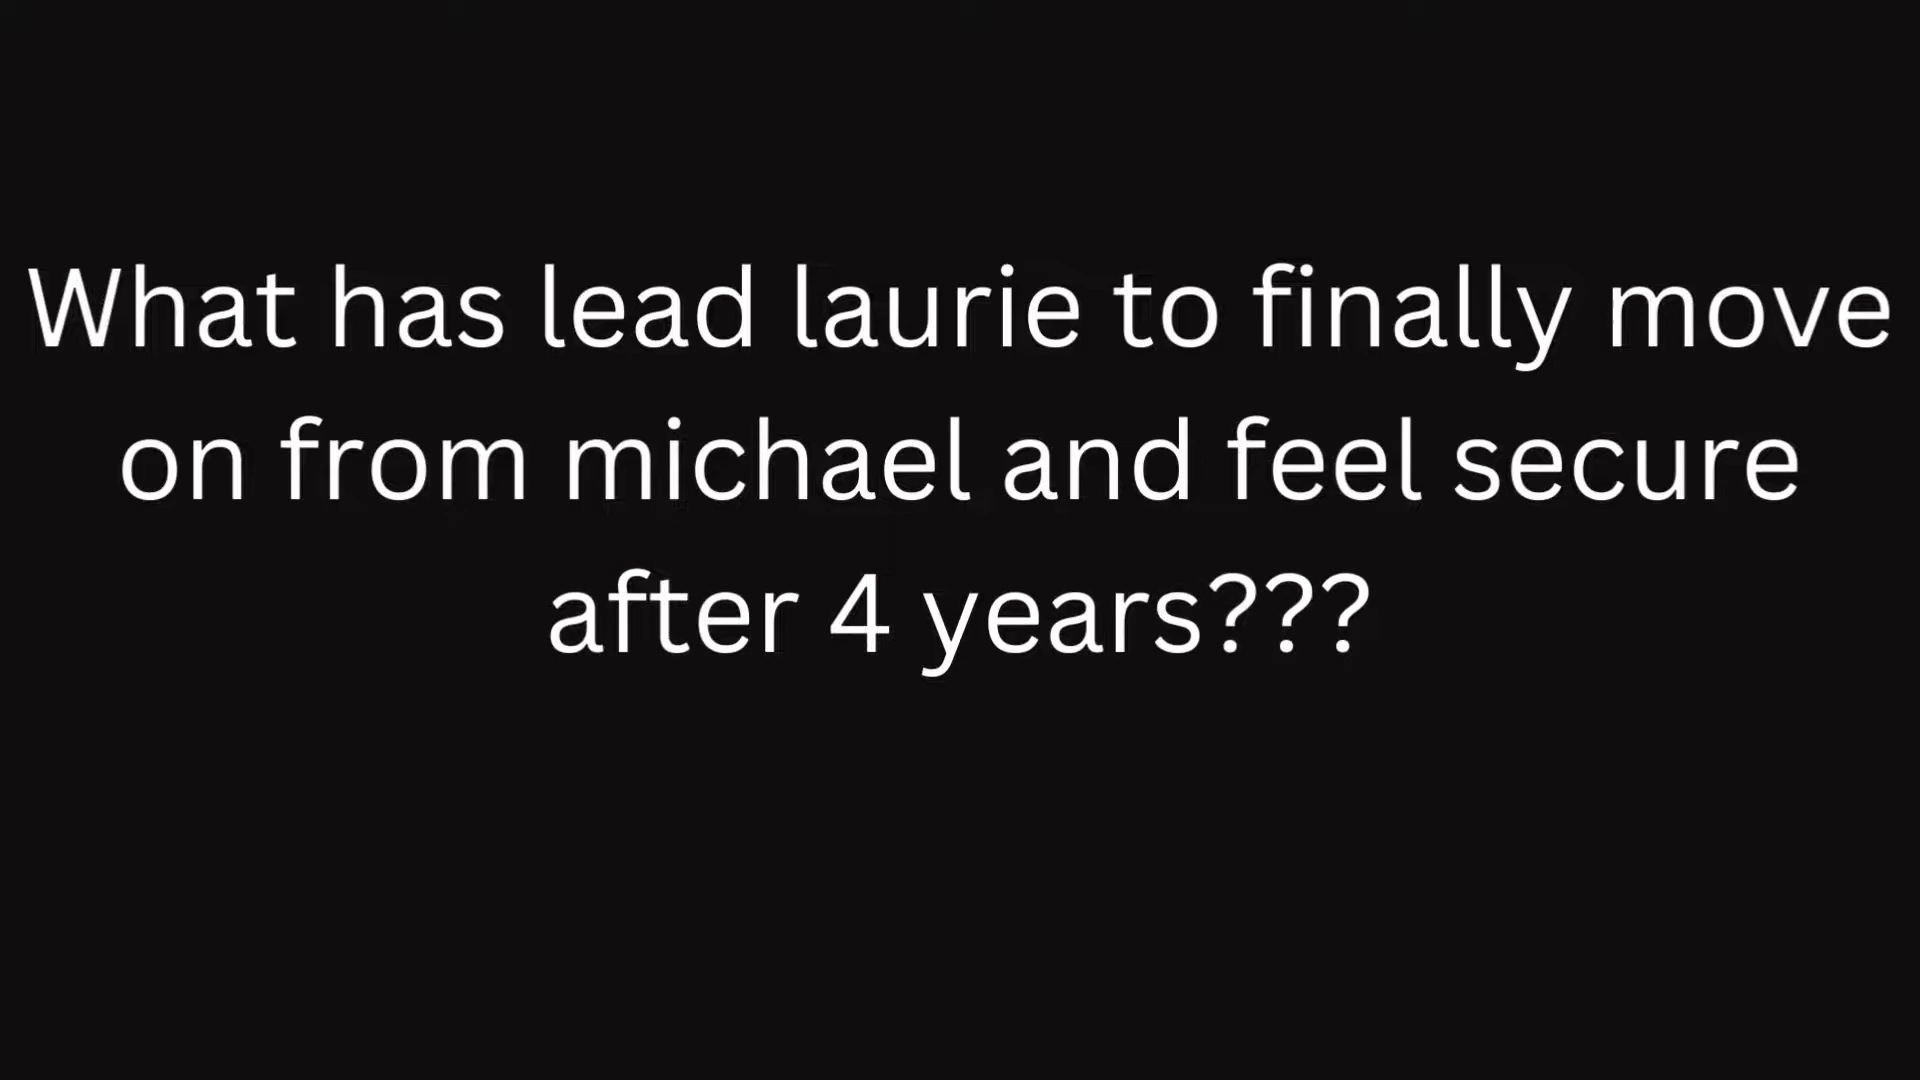 What has lead laurie to finally move
on from michael and feel secure
after 4 years???